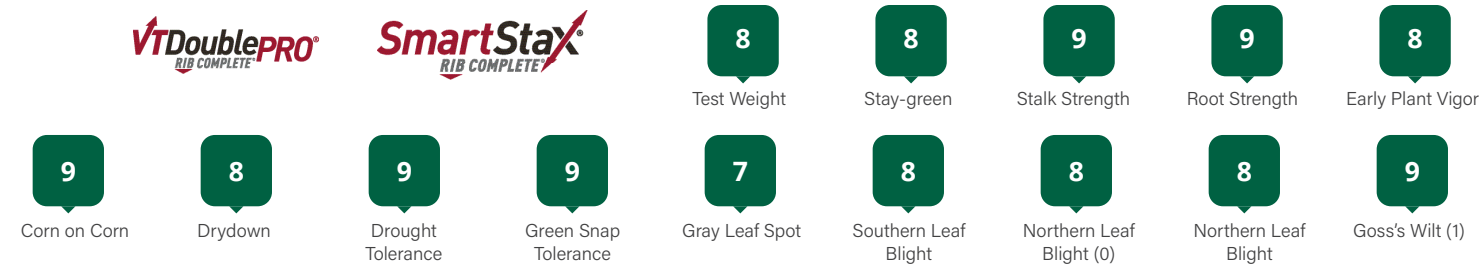 VTDoublePRO®
RIB COMPLETE®
SmartStax®
RIB COMPLETE®
8
Test Weight
8
Stay-green
9
Stalk Strength
9
Root Strength
8
Early Plant Vigor
9
Corn on Corn
8
Drydown
9
Drought
Tolerance
9
Green Snap
Tolerance
7
Gray Leaf Spot
8
Southern Leaf
Blight
8
Northern Leaf
Blight (0)
8
Northern Leaf
Blight
9
Goss's Wilt (1)